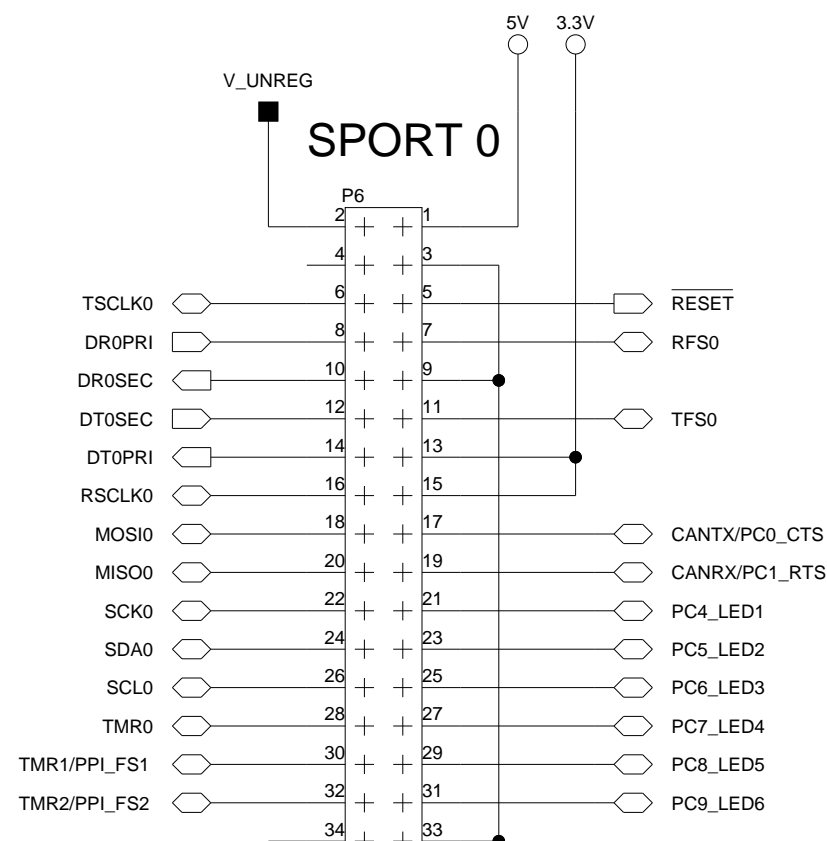 5V 3.3V
V_UNREG
SPORT 0
P6
2 1
4 3
TSCLK0 6 5 RESET
DR0PRI 8 7 RFS0
DR0SEC 10 9
DT0SEC 12 11 TFS0
DT0PRI 14 13
RSCLK0 16 15
MOSI0 18 17 CANTX/PC0_CTS
MISO0 20 19 CANRX/PC1_RTS
SCK0 22 21 PC4_LED1
SDA0 24 23 PC5_LED2
SCL0 26 25 PC6_LED3
TMR0 28 27 PC7_LED4
TMR1/PPI_FS1 30 29 PC8_LED5
TMR2/PPI_FS2 32 31 PC9_LED6
34 33